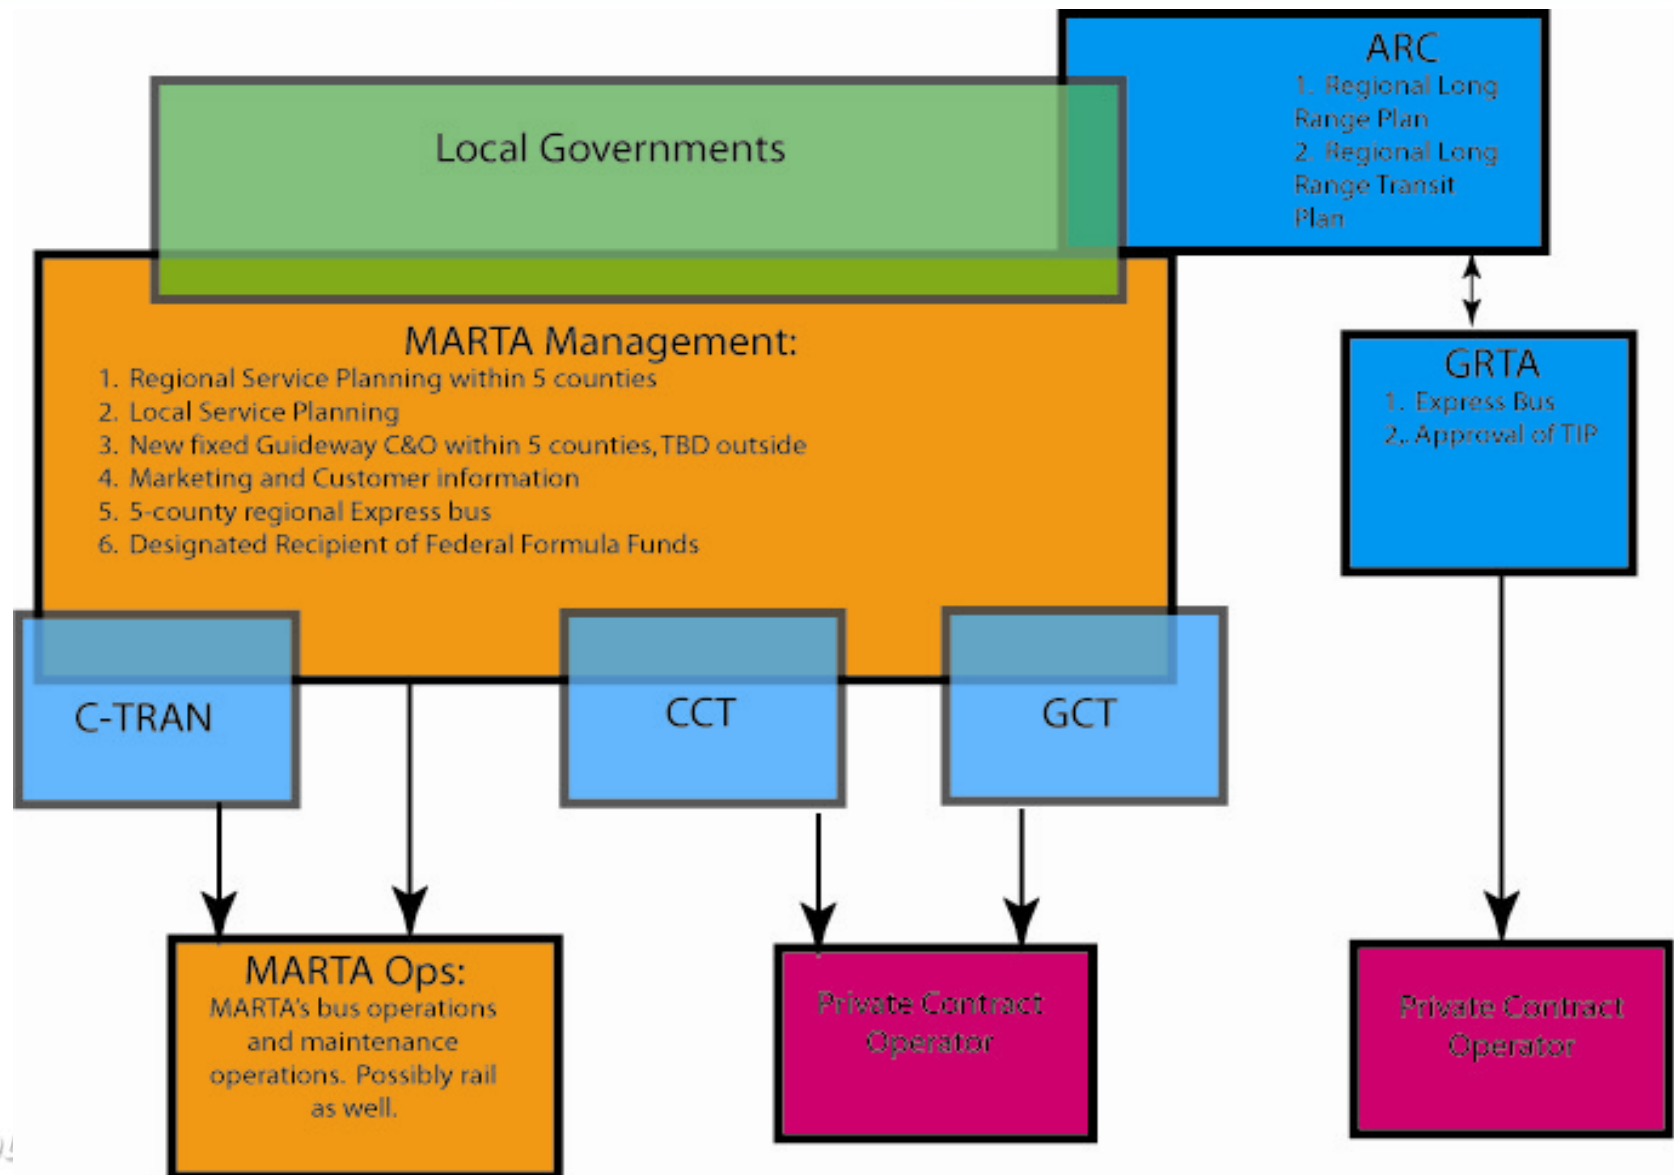 ARC
1. Regional Long
Range Plan
2. Regional Long
Range Transit
Plan
Local Governments
MARTA Management:
1. Regional Service Planning within 5 counties
2. Local Service Planning
3. New fixed Guideway C&O within 5 counties, TBD outside
4. Marketing and Customer information
5. 5-county regional Express bus
6. Designated Recipient of Federal Formula Funds
GRTA
1. Express Bus
2,. Approval of TIP
C-TRAN
CCT
GCT
MARTA Ops:
MARTA's bus operations
and maintenance
operations. Possibly rail
as well.
Private Contract
Operator
Private Contract
Operator